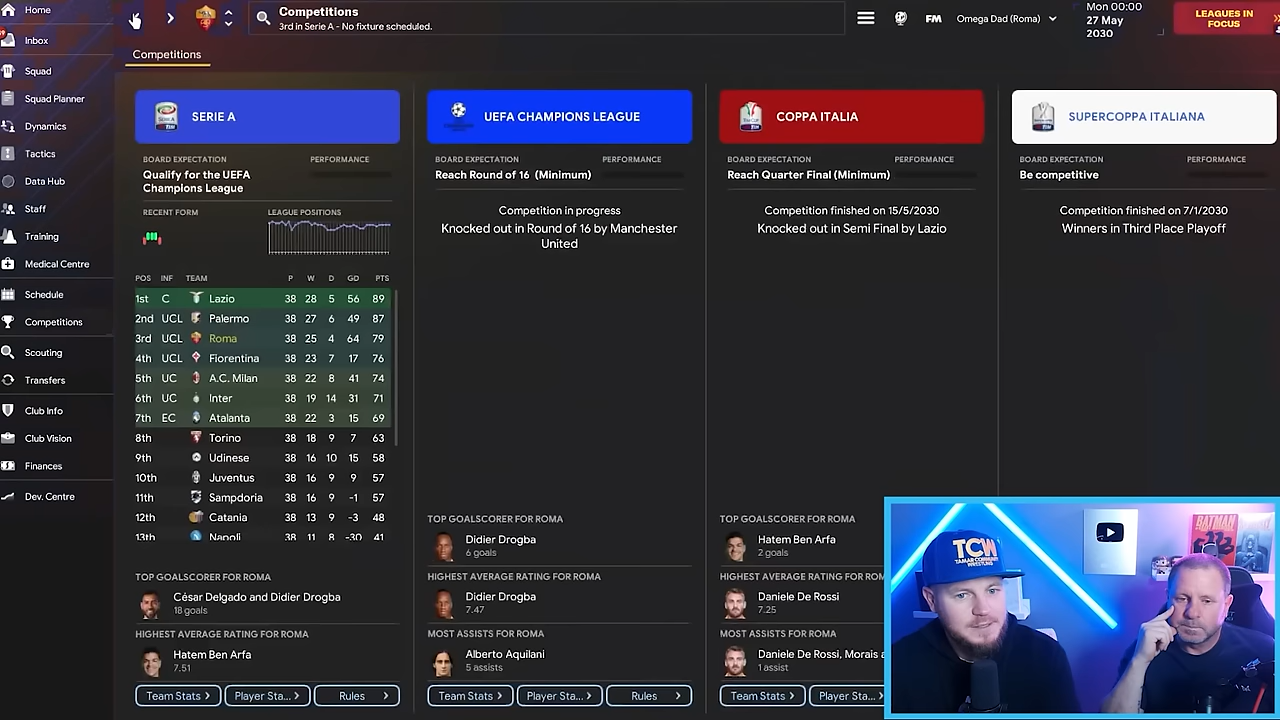 Home
Competitions
3rd in Serie A - No fixture scheduled.
FM
Omega Dad (Roma)
Mon 00:00
27 May
2030
LEAGUES IN
FOCUS
Inbox
Squad
Squad Planner
Dynamics
Tactics
Data Hub
Staff
Training
Medical Centre
Schedule
Competitions
Scouting
Transfers
Club Info
Club Vision
Finances
Dev. Centre
Competitions
SERIE A
BOARD EXPECTATION
PERFORMANCE
Qualify for the UEFA
Champions League
RECENT FORM
LEAGUE POSITIONS
POS INF TEAM P W D GD PTS
1st C Lazio 38 28 5 56 89
2nd UCL Palermo 38 27 6 49 87
3rd UCL Roma 38 25 4 64 79
4th UCL Fiorentina 38 23 7 17 76
5th UC A.C. Milan 38 22 8 41 74
6th UC Inter 38 19 14 31 71
7th EC Atalanta 38 22 3 15 69
8th Torino 38 18 9 7 63
9th Udinese 38 16 10 15 58
10th Juventus 38 16 9 9 57
11th Sampdoria 38 16 9 -1 57
12th Catania 38 13 9 -3 48
13th Napoli 38 11 8 -30 41
TOP GOALSCORER FOR ROMA
César Delgado and Didier Drogba
18 goals
HIGHEST AVERAGE RATING FOR ROMA
Hatem Ben Arfa
7.51
Team Stats
Player Sta...
Rules
UEFA CHAMPIONS LEAGUE
BOARD EXPECTATION
PERFORMANCE
Reach Round of 16 (Minimum)
Competition in progress
Knocked out in Round of 16 by Manchester
United
TOP GOALSCORER FOR ROMA
Didier Drogba
6 goals
HIGHEST AVERAGE RATING FOR ROMA
Didier Drogba
7.47
MOST ASSISTS FOR ROMA
Alberto Aquilani
5 assists
Team Stats
Player Sta...
Rules
COPPA ITALIA
BOARD EXPECTATION
PERFORMANCE
Reach Quarter Final (Minimum)
Competition finished on 15/5/2030
Knocked out in Semi Final by Lazio
TOP GOALSCORER FOR ROMA
Hatem Ben Arfa
2 goals
HIGHEST AVERAGE RATING FOR ROM
Daniele De Rossi
7.25
MOST ASSISTS FOR ROMA
Daniele De Rossi, Morais a
1 assist
Team Stats
Player Sta...
SUPERCOPPA ITALIANA
BOARD EXPECTATION
PERFORMANCE
Be competitive
Competition finished on 7/1/2030
Winners in Third Place Playoff
TCW
TAMAR COMMUNITY
WRESTLING
BATMAN